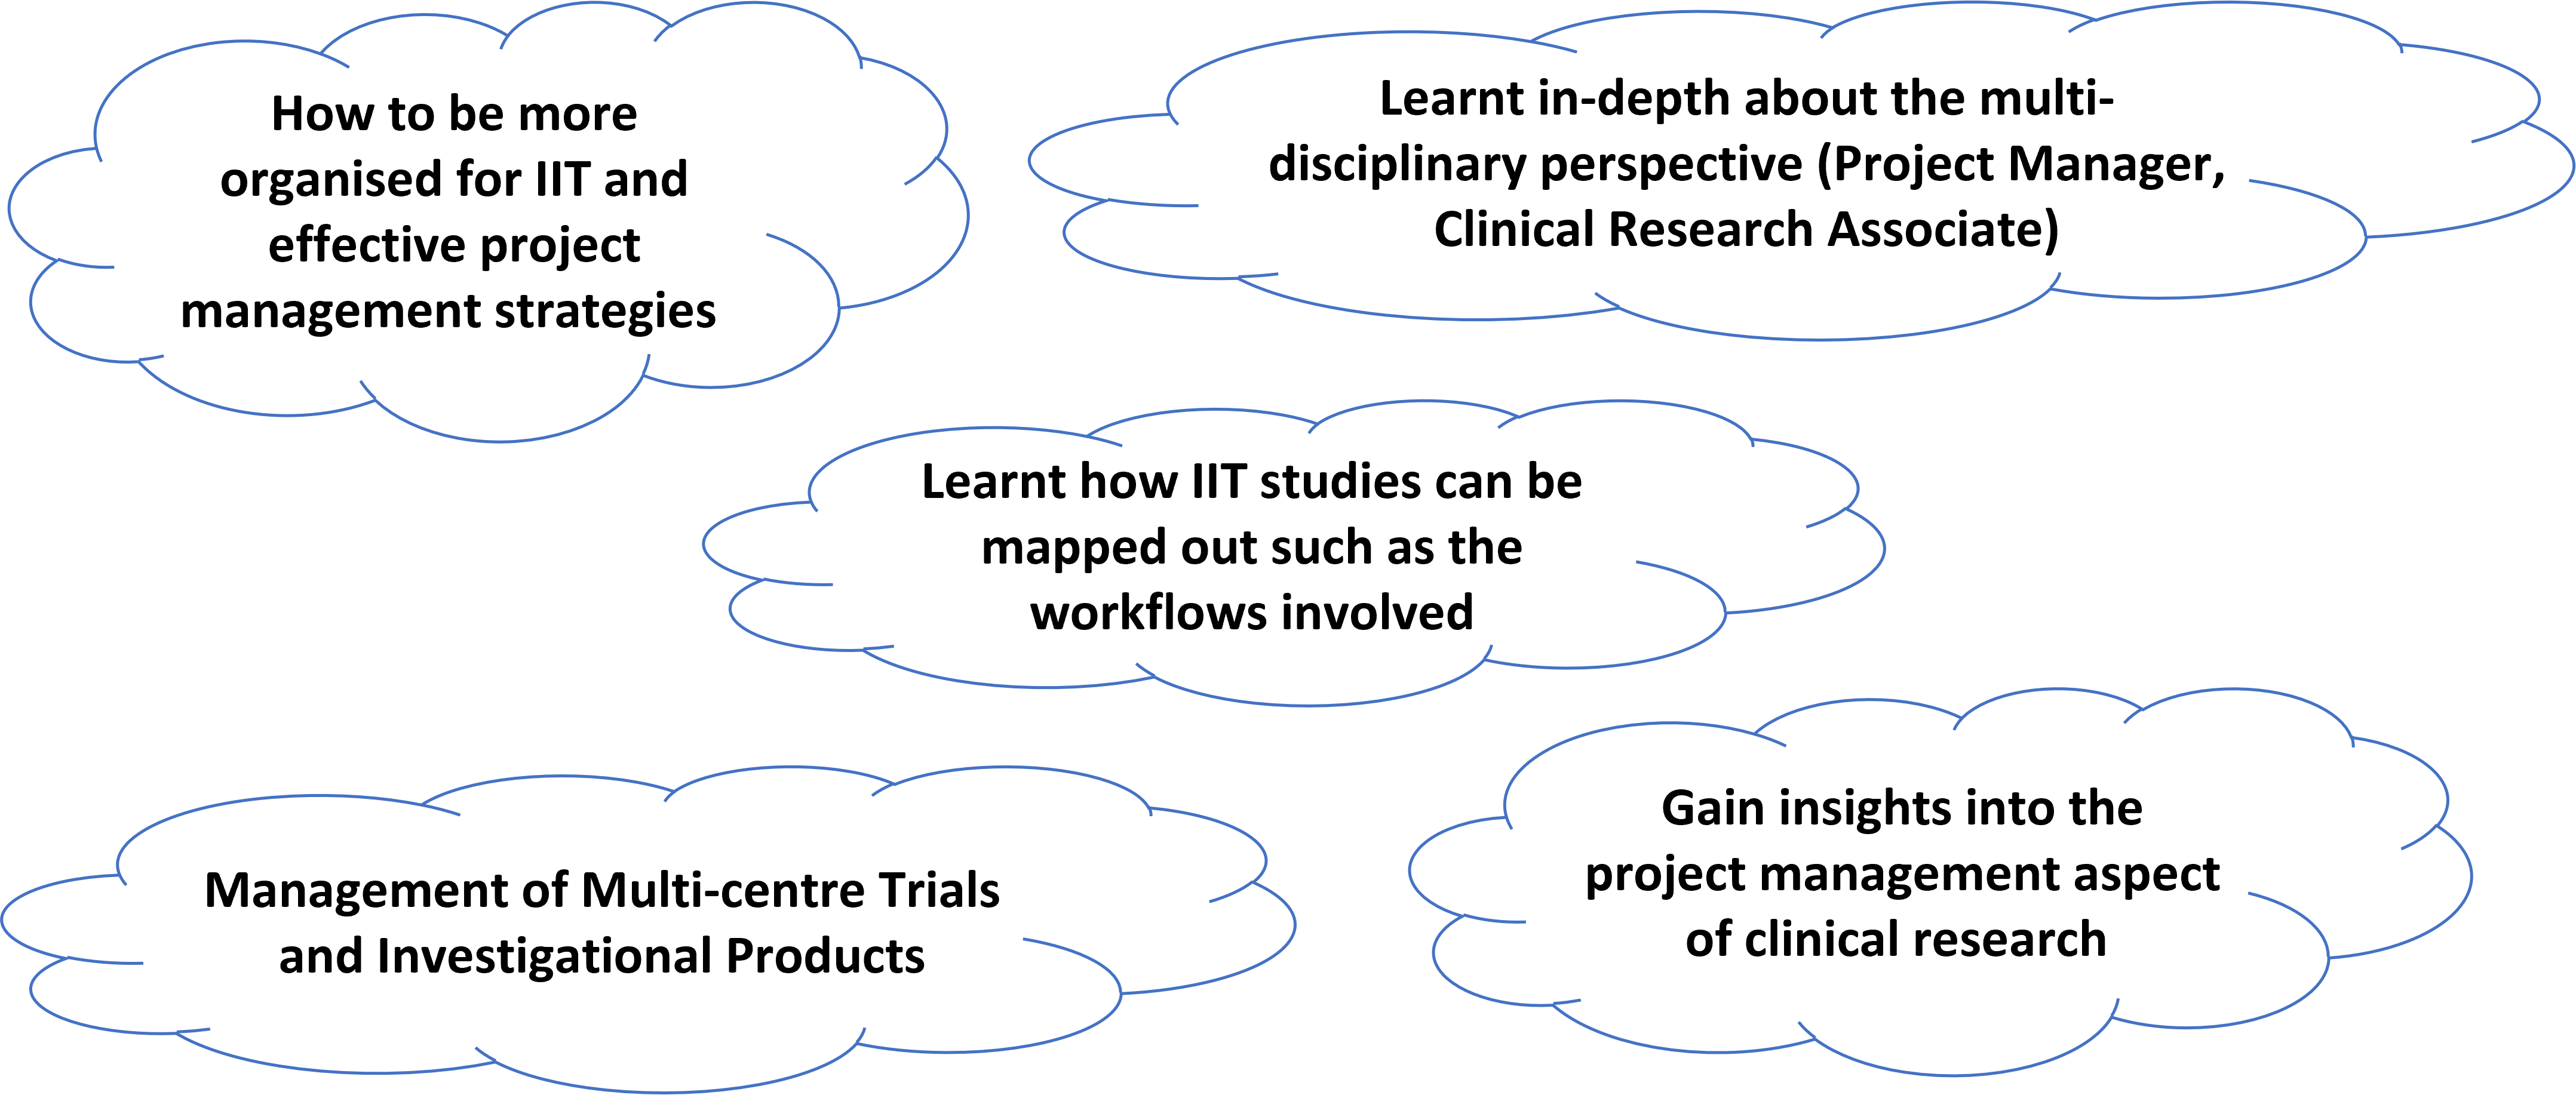 How to be more
organised for IIT and
effective project
management strategies
Learnt in-depth about the multi-
disciplinary perspective (Project Manager,
Clinical Research Associate)
Learnt how IIT studies can be
mapped out such as the
workflows involved
Management of Multi-centre Trials
and Investigational Products
Gain insights into the
project management aspect
of clinical research